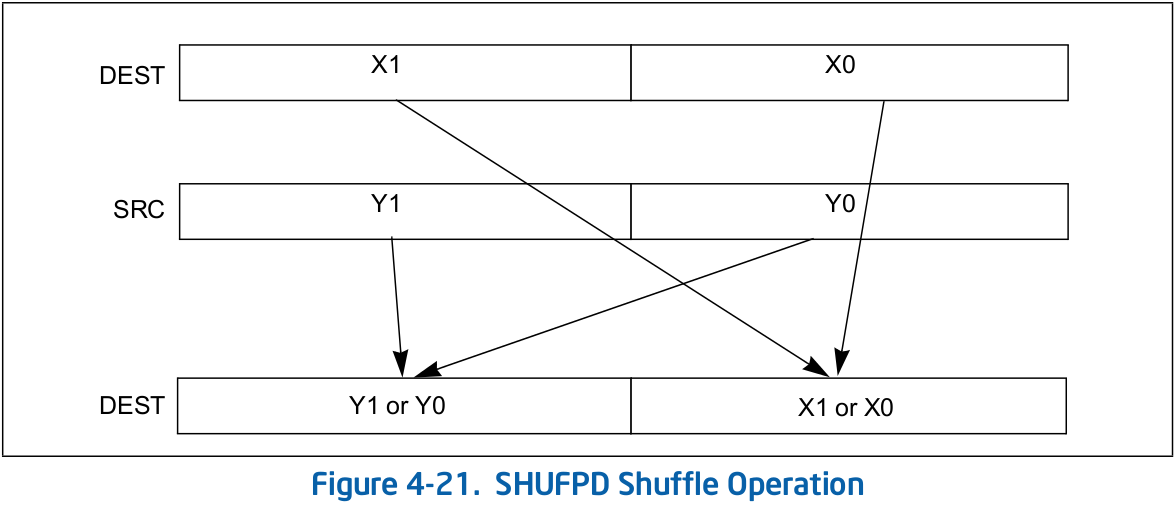 DEST X1 X0
SRC Y1 Y0
DEST Y1 or Y0 X1 or X0
Figure 4-21. SHUFPD Shuffle Operation